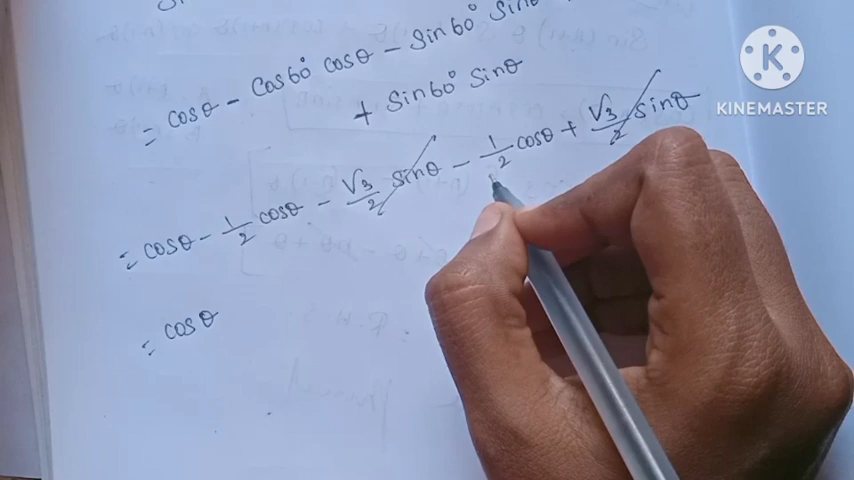 = cosθ - cos60° cosθ - sin60° sinθ
+ sin60° sinθ
= cosθ - 1/2 cosθ - √3/2 sinθ - 1/2 cosθ + √3/2 sinθ
= cosθ
KINEMASTER